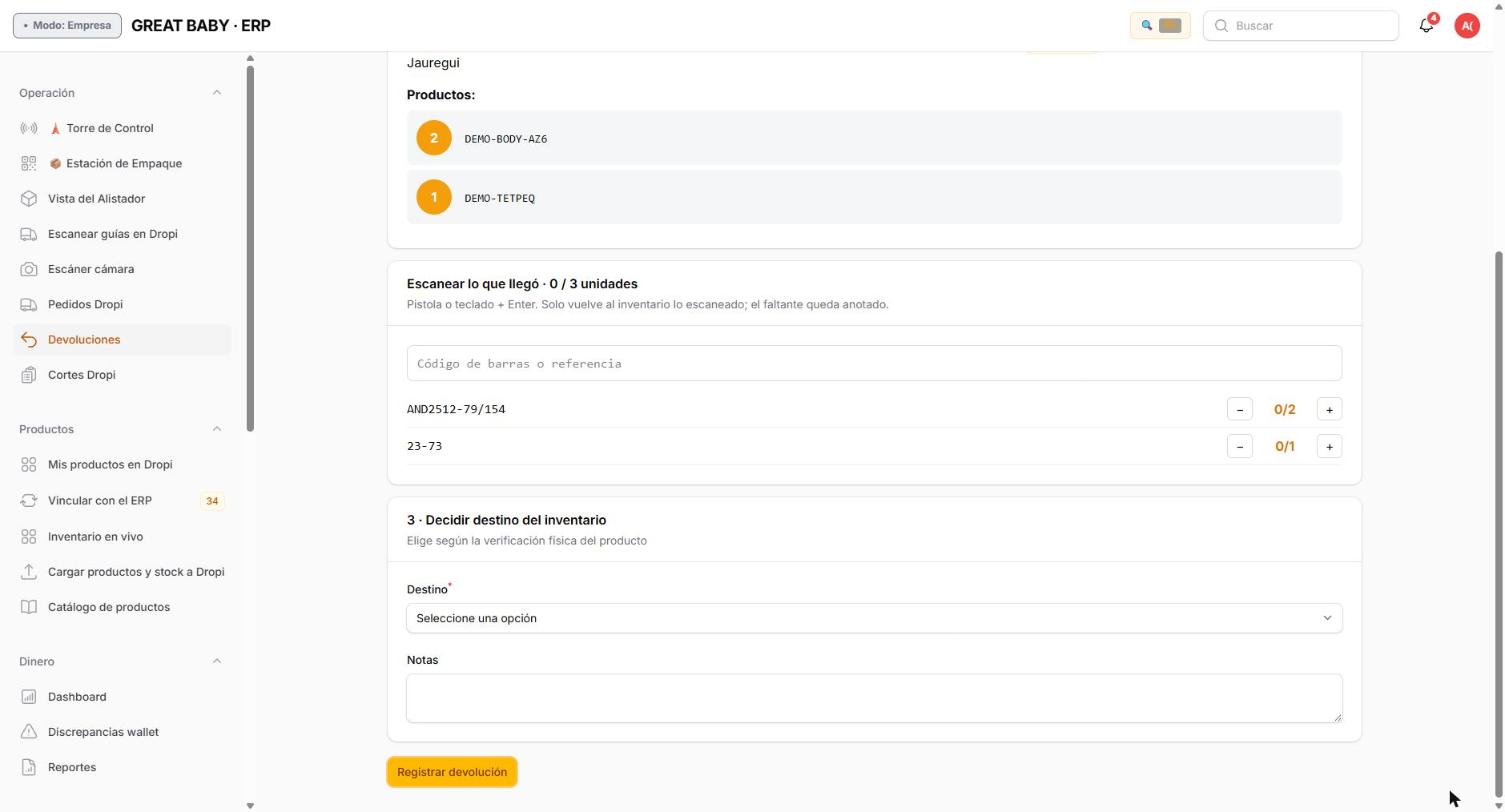 • Modo: Empresa
GREAT BABY · ERP
Buscar
4
A(
Operación
Torre de Control
Estación de Empaque
Vista del Alistador
Escanear guías en Dropi
Escáner cámara
Pedidos Dropi
Devoluciones
Cortes Dropi
Productos
Mis productos en Dropi
Vincular con el ERP
34
Inventario en vivo
Cargar productos y stock a Dropi
Catálogo de productos
Dinero
Dashboard
Discrepancias wallet
Reportes
Jauregui
Productos:
2 DEMO-BODY-AZ6
1 DEMO-TETPEQ
Escanear lo que llegó · 0 / 3 unidades
Pistola o teclado + Enter. Solo vuelve al inventario lo escaneado; el faltante queda anotado.
Código de barras o referencia
AND2512-79/154 − 0/2 +
23-73 − 0/1 +
3 · Decidir destino del inventario
Elige según la verificación física del producto
Destino*
Seleccione una opción
Notas
Registrar devolución